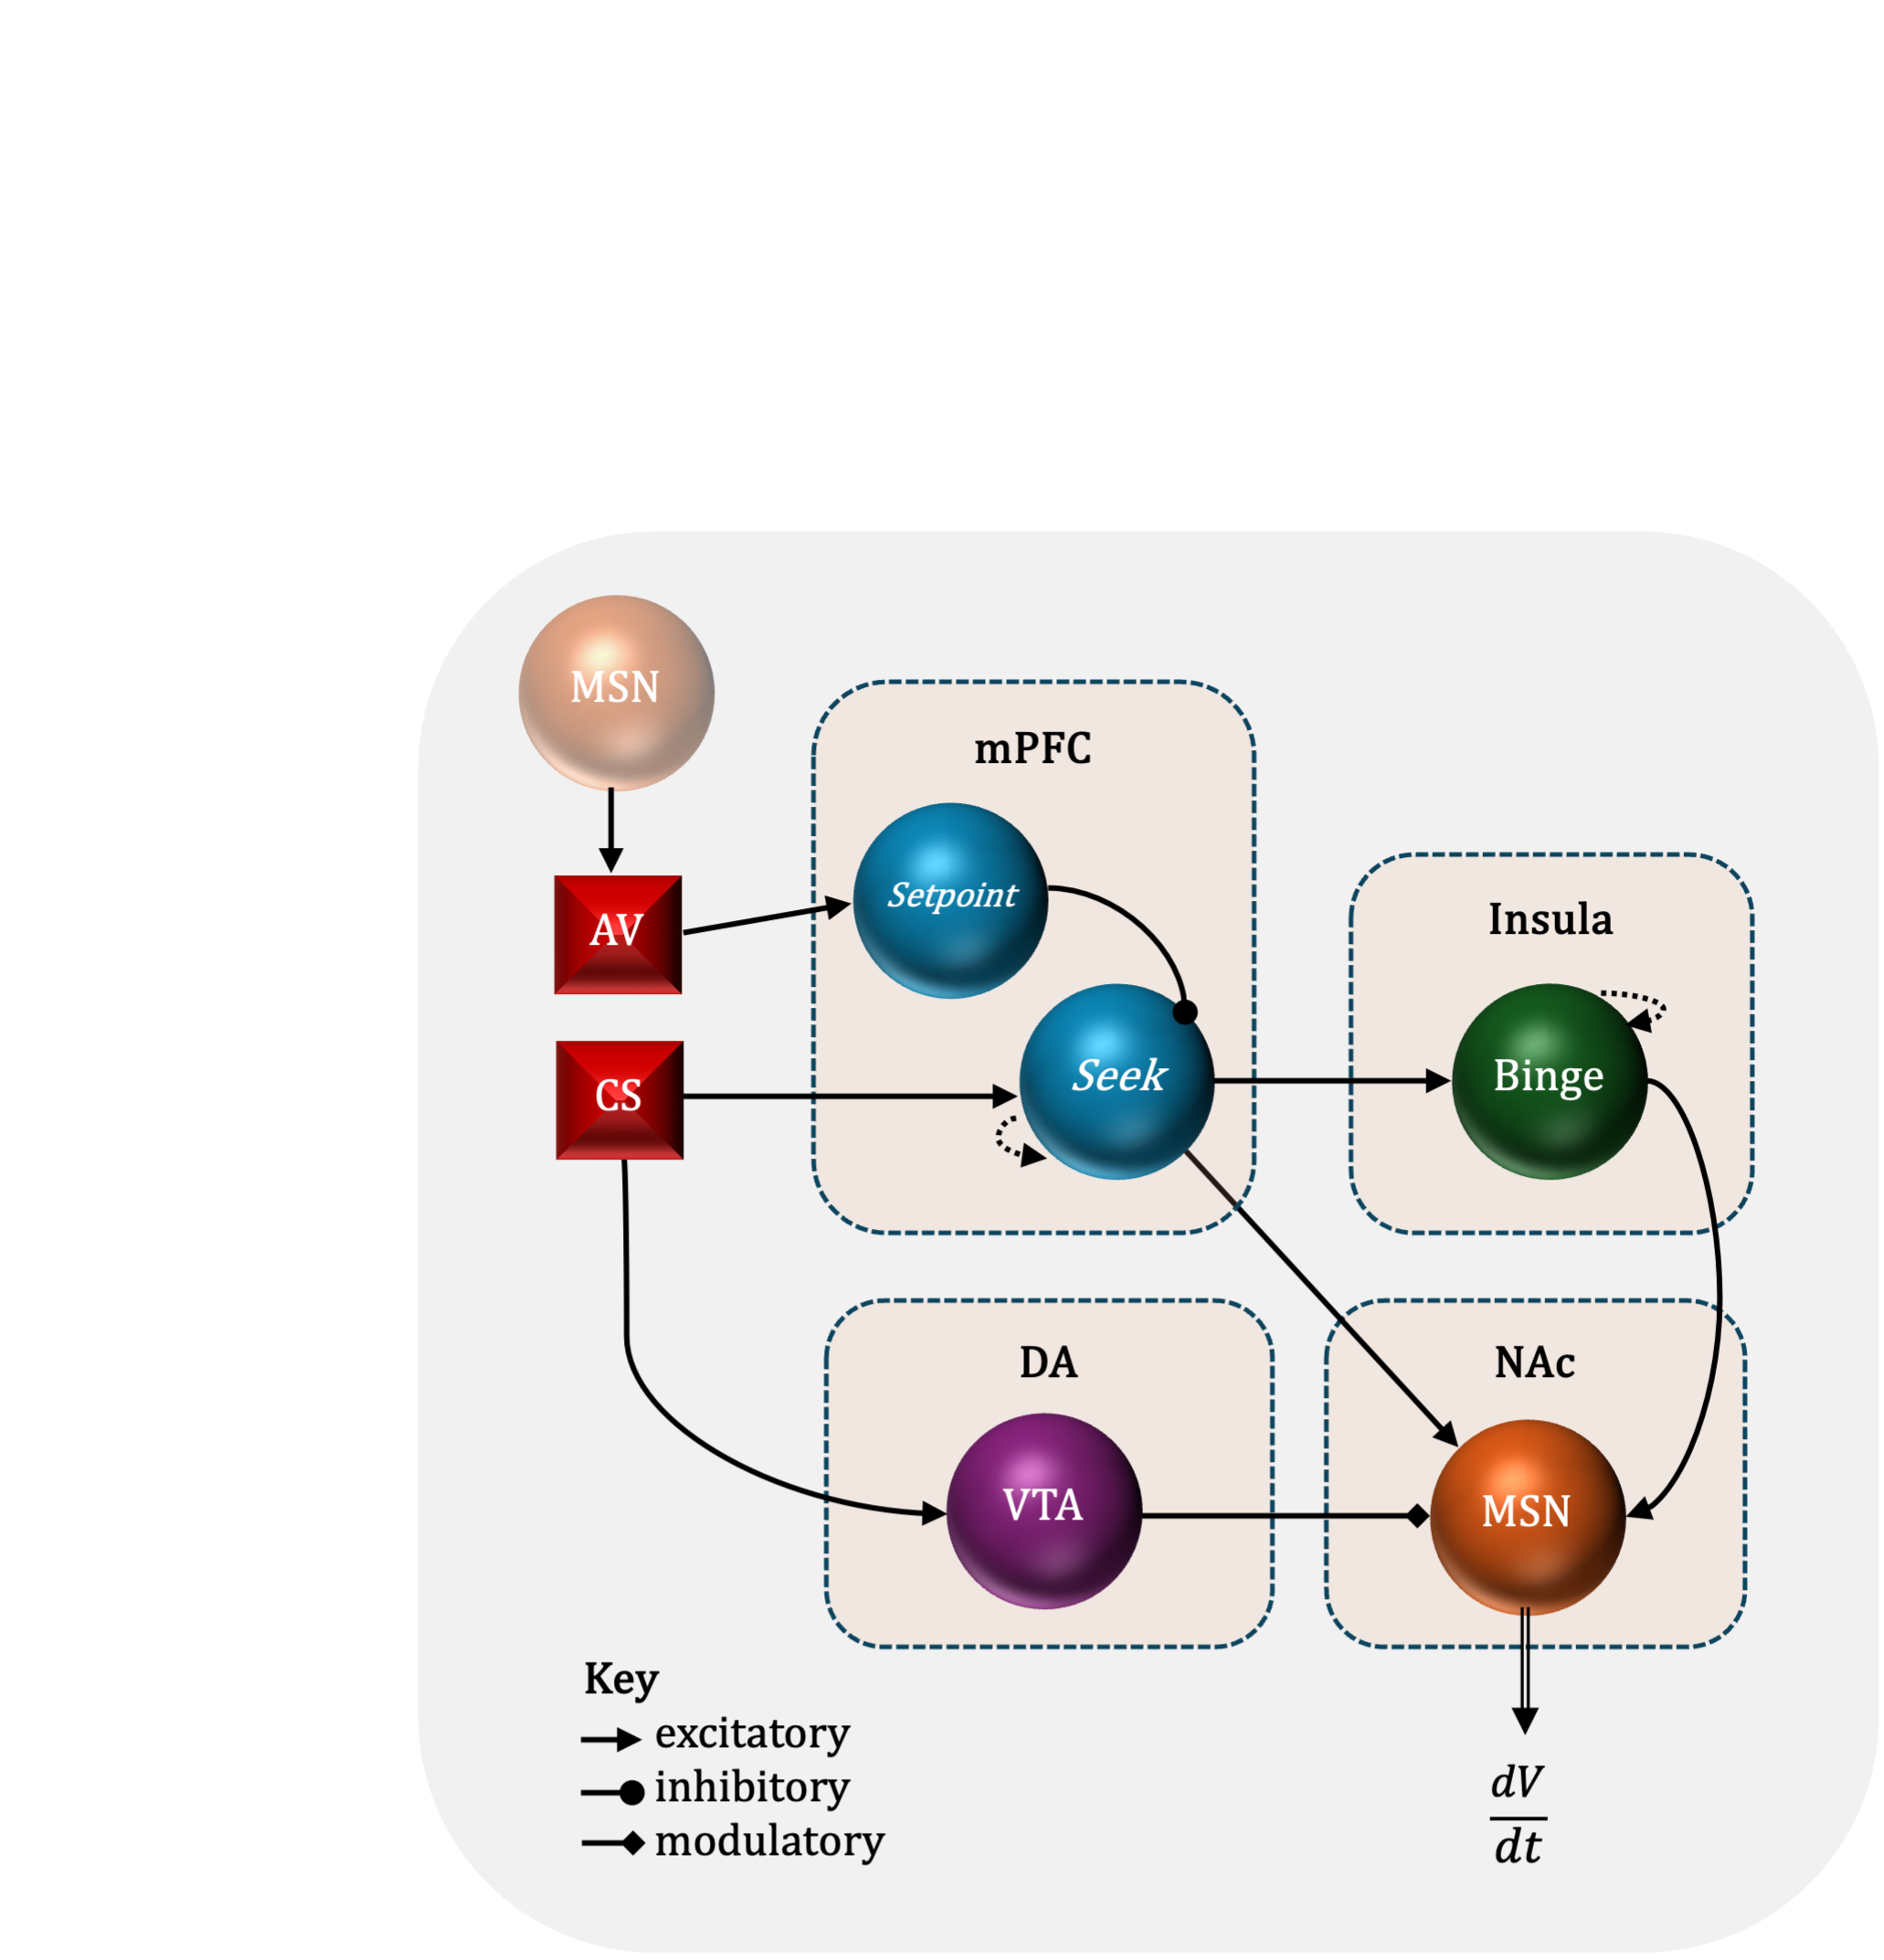 MSN
mPFC
AV
Setpoint
Insula
CS
Seek
Binge
DA
NAc
VTA
MSN
Key
excitatory
inhibitory
modulatory
dV
dt